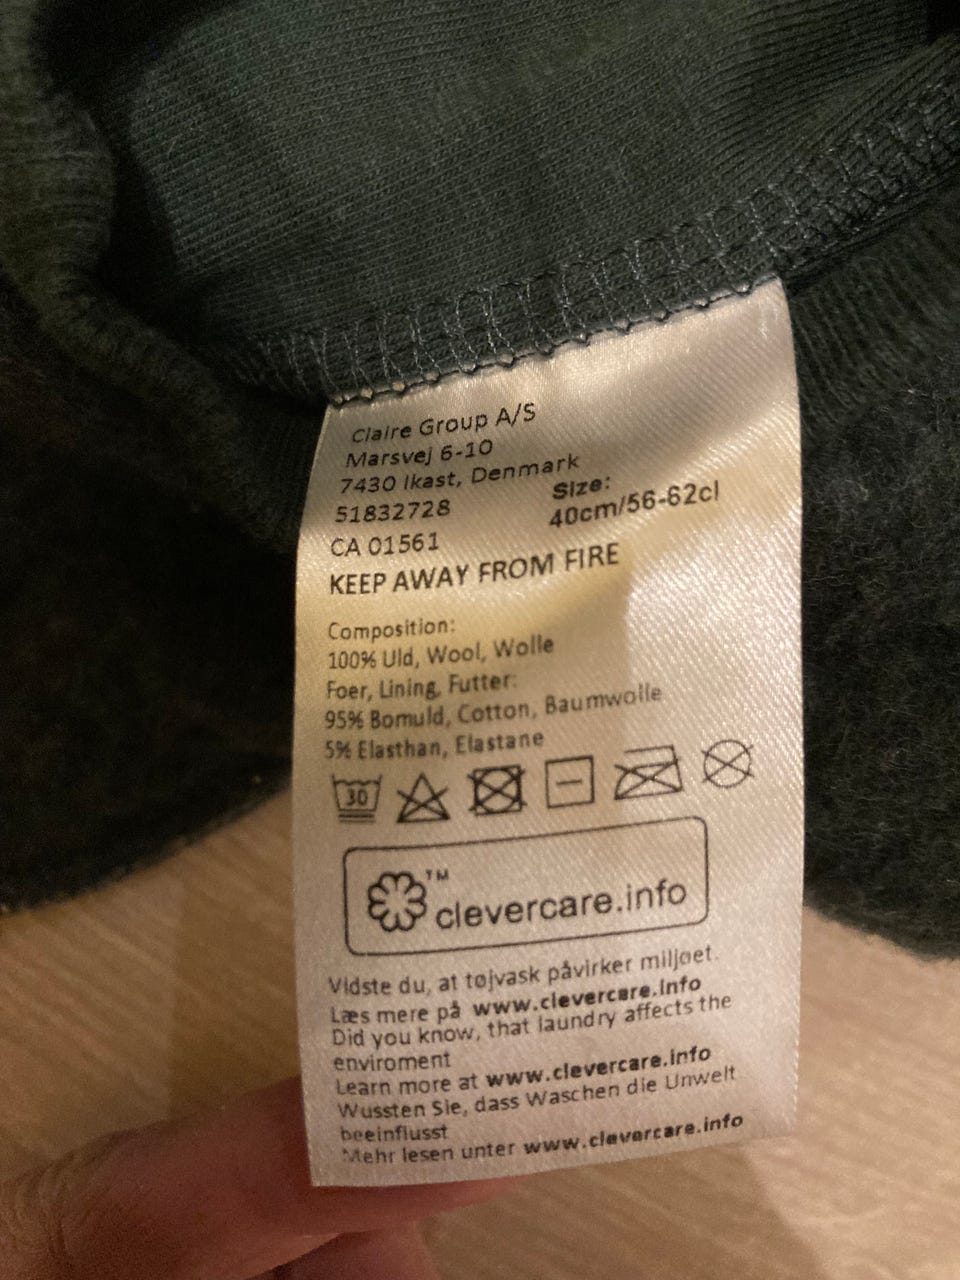 Claire Group A/S
Marsvej 6-10
7430 Ikast, Denmark
51832728
Size:
40cm/56-62cl
CA 01561
KEEP AWAY FROM FIRE
Composition:
100% Uld, Wool, Wolle
Foer, Lining, Futter:
95% Bomuld, Cotton, Baumwolle
5% Elasthan, Elastane
30
TM
clevercare.info
Vidste du, at tøjvask påvirker miljøet.
Læs mere på www.clevercare.info
Did you know, that laundry affects the
enviroment
Learn more at www.clevercare.info
Wussten Sie, dass Waschen die Unwelt
beeinflusst
Mehr lesen unter www.clevercare.info